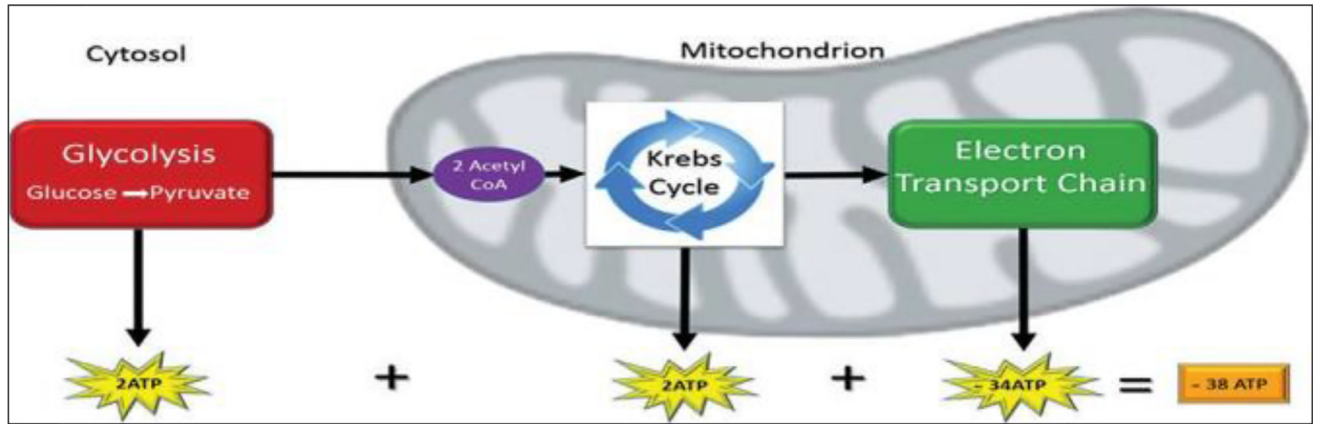 Cytosol
Mitochondrion
Glycolysis
Glucose → Pyruvate
2 Acetyl
CoA
Krebs
Cycle
Electron
Transport Chain
2ATP
+
2ATP
+
~ 34ATP
=
~ 38 ATP